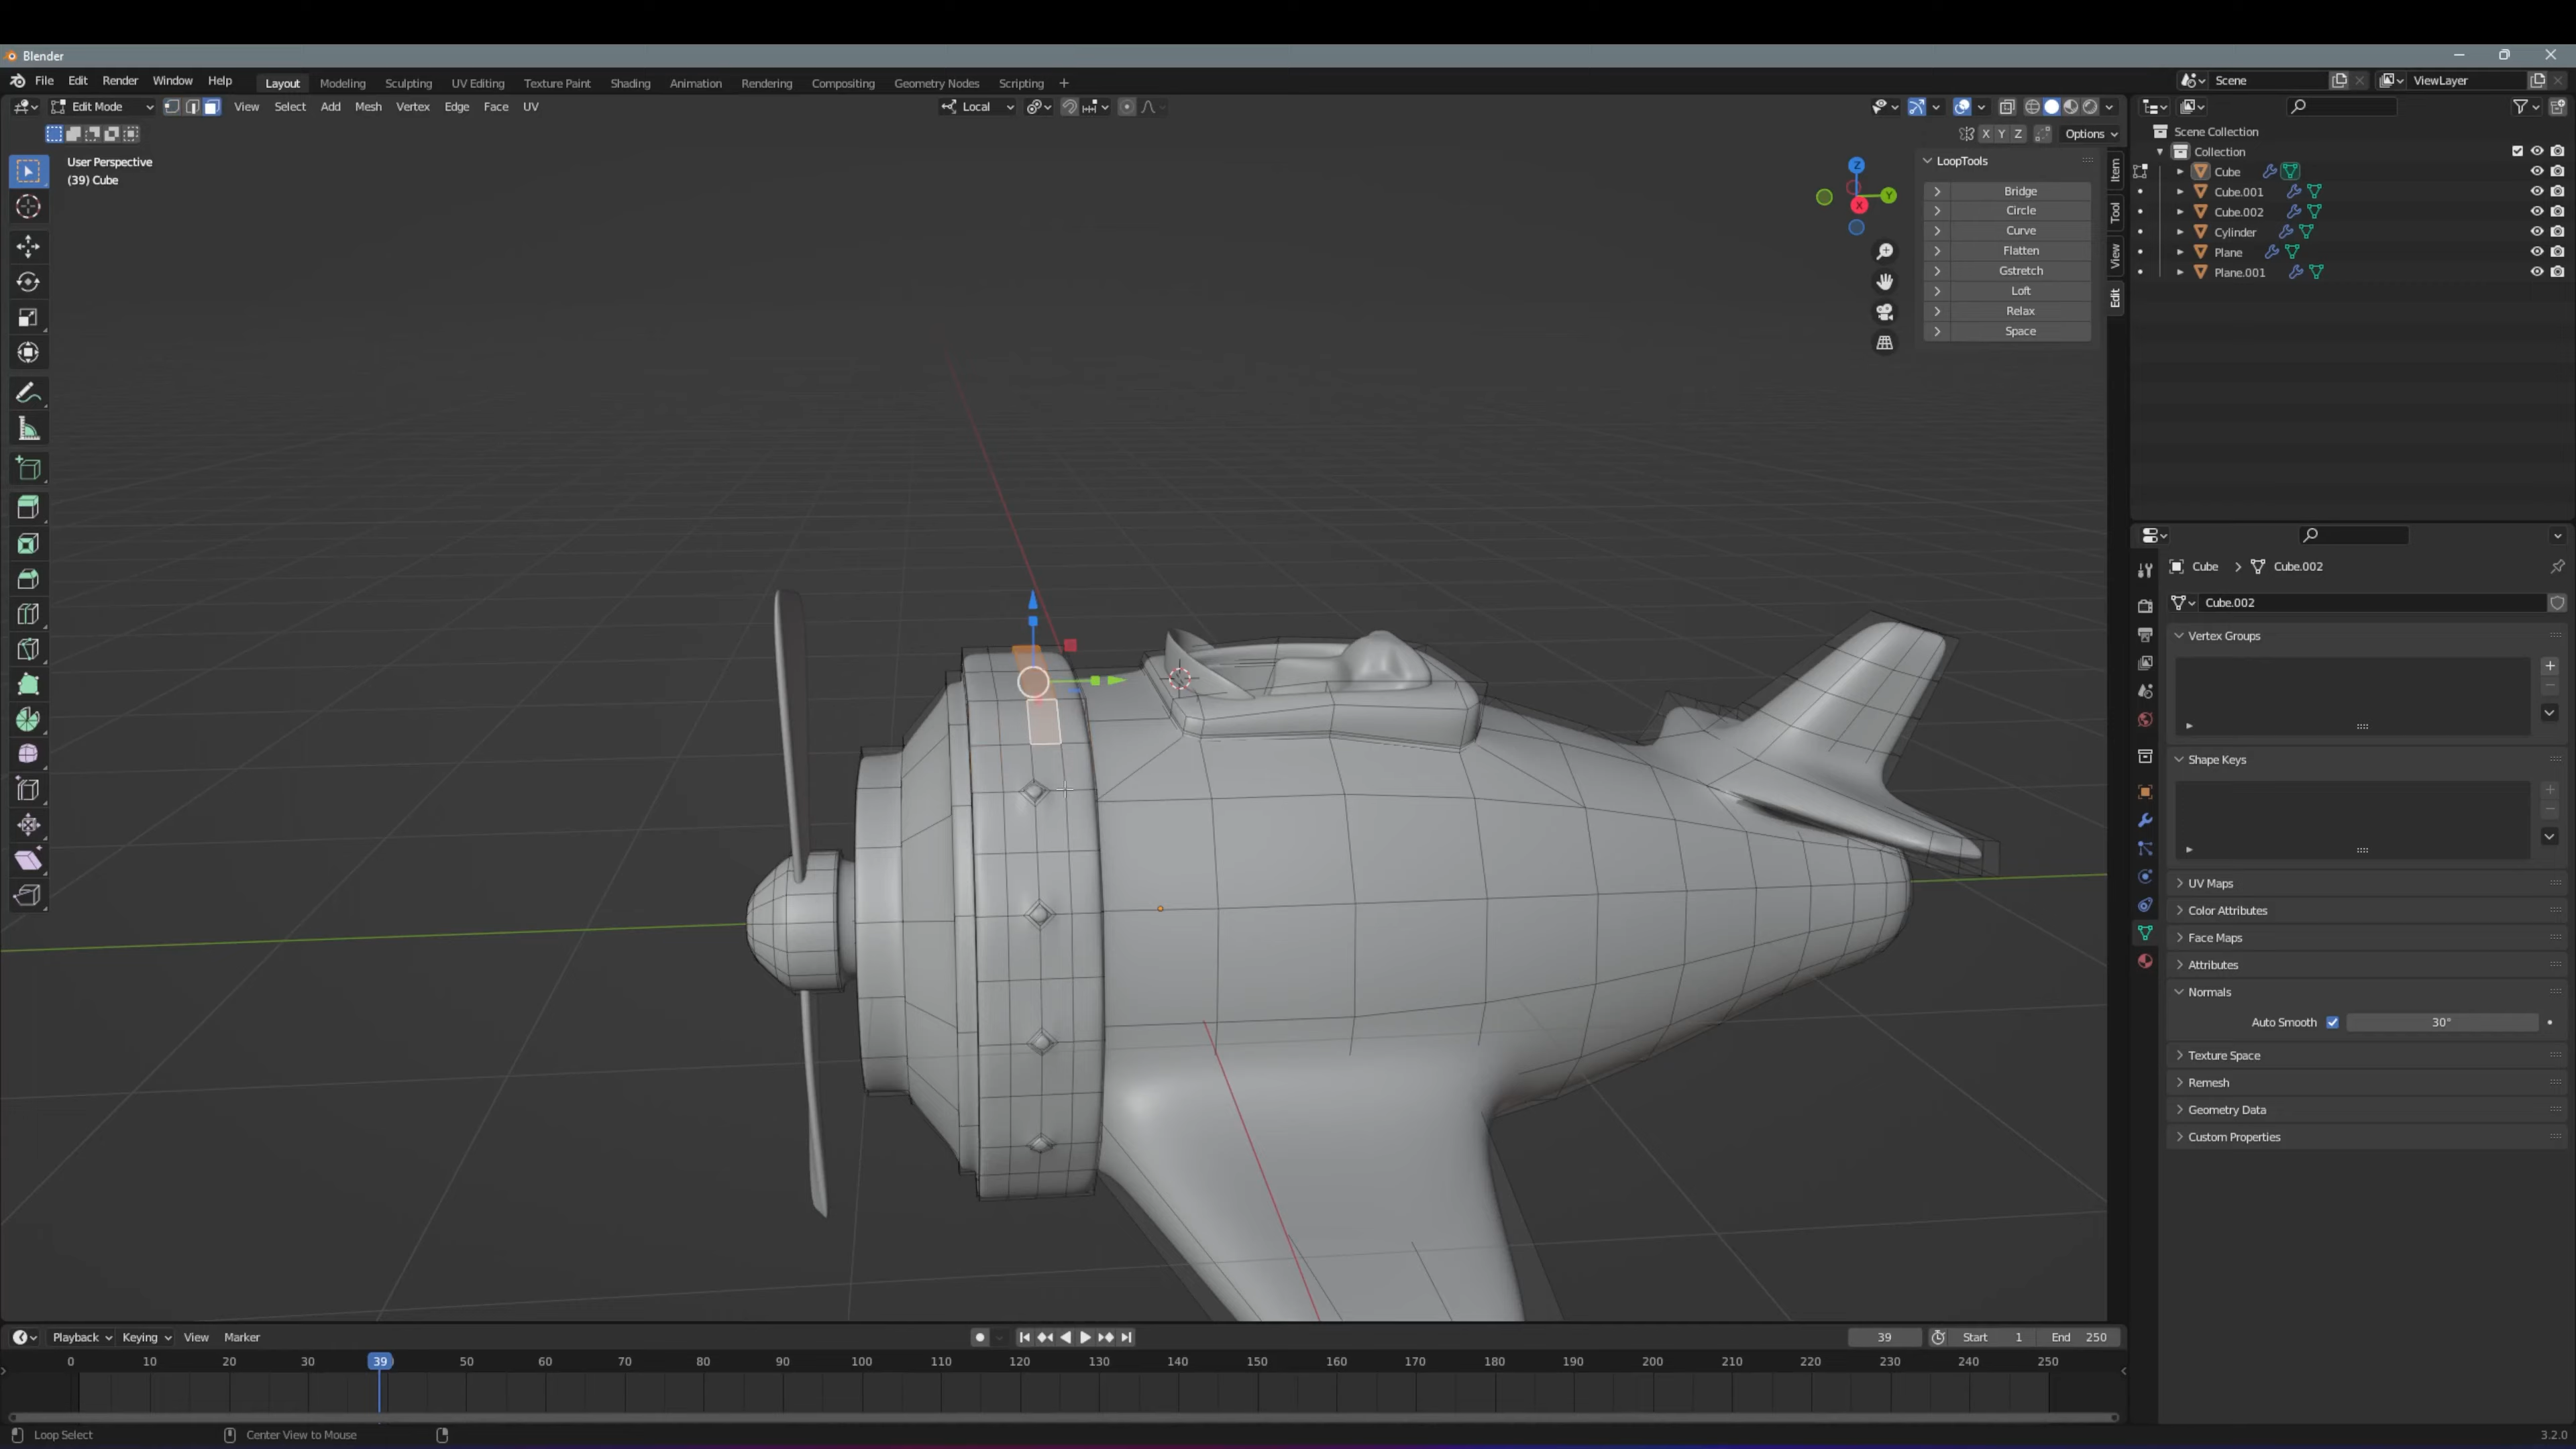 Blender
File Edit Render Window Help Layout Modeling Sculpting UV Editing Texture Paint Shading Animation Rendering Compositing Geometry Nodes Scripting + Scene ViewLayer
Edit Mode View Select Add Mesh Vertex Edge Face UV Local
X Y Z Options
User Perspective
(39) Cube
Z
Y
X
LoopTools
Bridge
Circle
Curve
Flatten
Gstretch
Loft
Relax
Space
Item
Tool
View
Edit
Scene Collection
Collection
Cube
Cube.001
Cube.002
Cylinder
Plane
Plane.001
Cube > Cube.002
Cube.002
Vertex Groups
Shape Keys
UV Maps
Color Attributes
Face Maps
Attributes
Normals
Auto Smooth 30°
Texture Space
Remesh
Geometry Data
Custom Properties
Playback Keying View Marker 39 Start 1 End 250
0 10 20 30 39 50 60 70 80 90 100 110 120 130 140 150 160 170 180 190 200 210 220 230 240 250
Loop Select Center View to Mouse 3.2.0